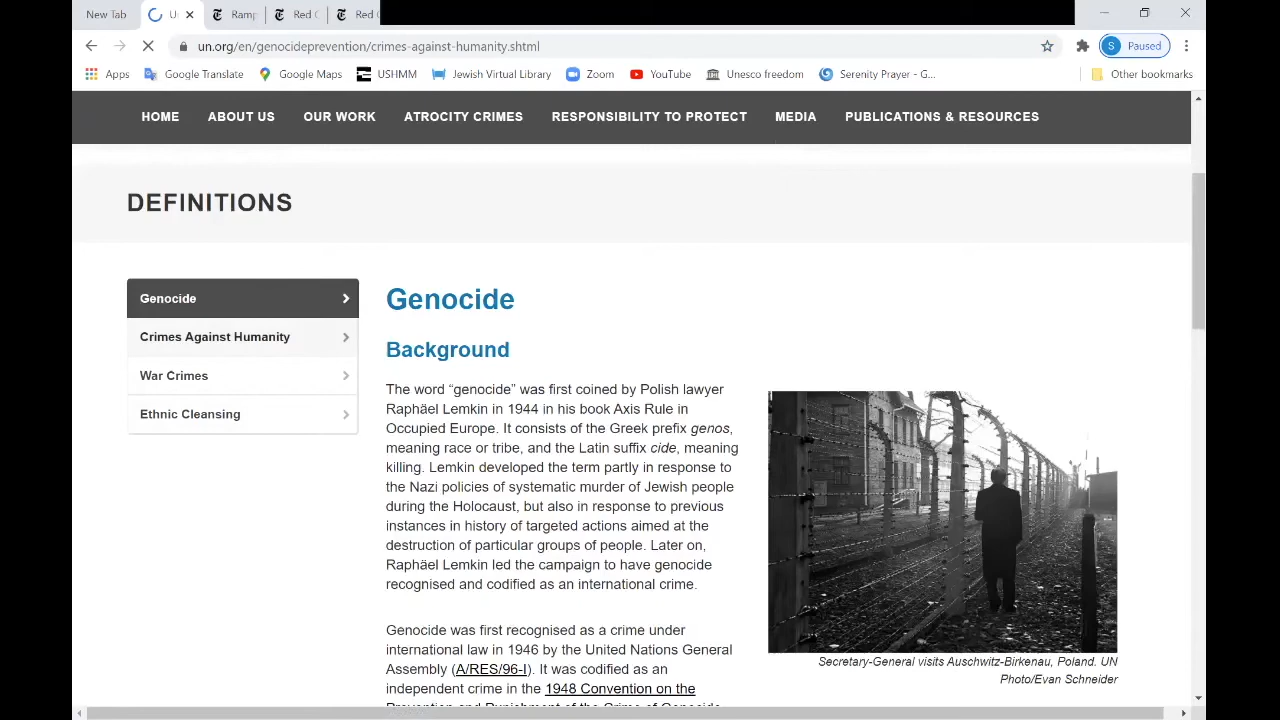 New Tab
Un
Ramp
Red C
Red C
un.org/en/genocideprevention/crimes-against-humanity.shtml
S
Paused
Apps
Google Translate
Google Maps
USHMM
Jewish Virtual Library
Zoom
YouTube
Unesco freedom
Serenity Prayer - G...
Other bookmarks
HOME
ABOUT US
OUR WORK
ATROCITY CRIMES
RESPONSIBILITY TO PROTECT
MEDIA
PUBLICATIONS & RESOURCES
DEFINITIONS
Genocide
Crimes Against Humanity
War Crimes
Ethnic Cleansing
Genocide
Background
The word “genocide” was first coined by Polish lawyer
Raphäel Lemkin in 1944 in his book Axis Rule in
Occupied Europe. It consists of the Greek prefix genos,
meaning race or tribe, and the Latin suffix cide, meaning
killing. Lemkin developed the term partly in response to
the Nazi policies of systematic murder of Jewish people
during the Holocaust, but also in response to previous
instances in history of targeted actions aimed at the
destruction of particular groups of people. Later on,
Raphäel Lemkin led the campaign to have genocide
recognised and codified as an international crime.
Genocide was first recognised as a crime under
international law in 1946 by the United Nations General
Assembly (A/RES/96-I). It was codified as an
independent crime in the 1948 Convention on the
Prevention and Punishment of the Crime of Genocide
Secretary-General visits Auschwitz-Birkenau, Poland. UN
Photo/Evan Schneider